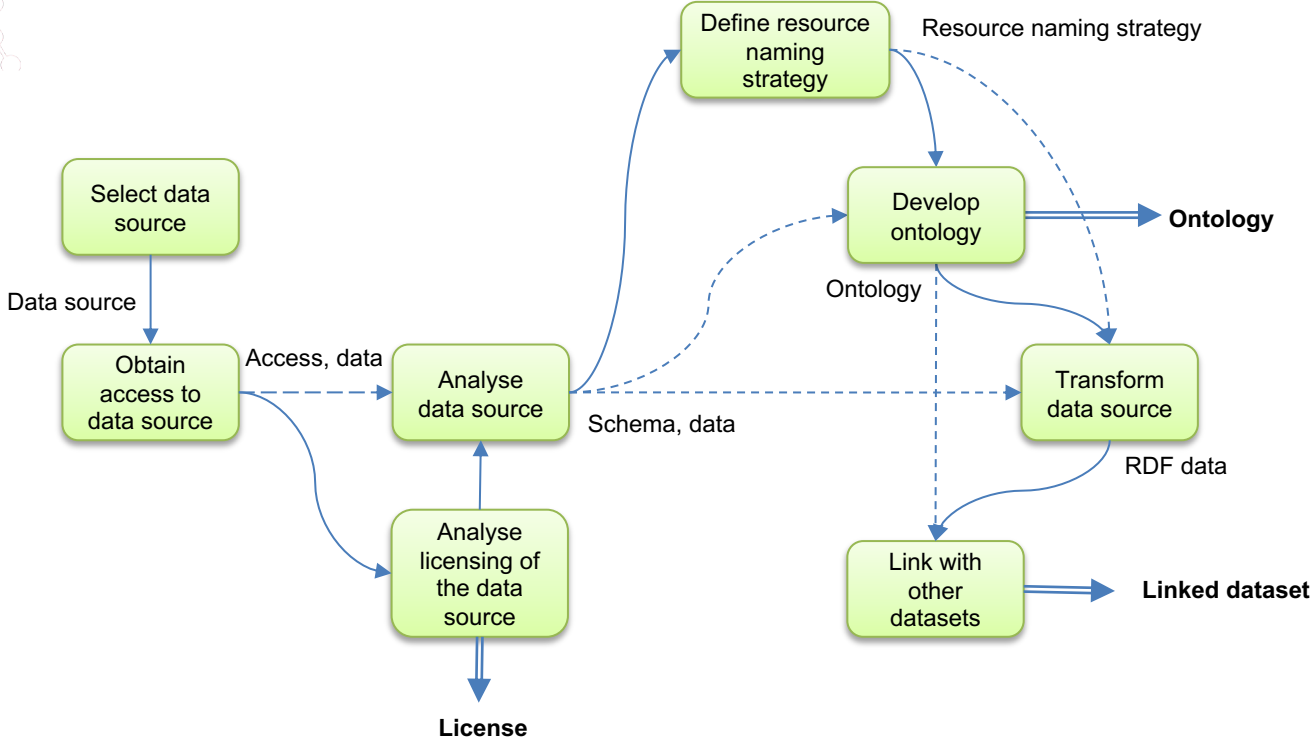 Define resource
naming
strategy
Resource naming strategy
Select data
source
Develop
ontology
Ontology
Data source
Ontology
Obtain
access to
data source
Access, data
Analyse
data source
Schema, data
Transform
data source
RDF data
Analyse
licensing of
the data
source
Link with
other
datasets
Linked dataset
License